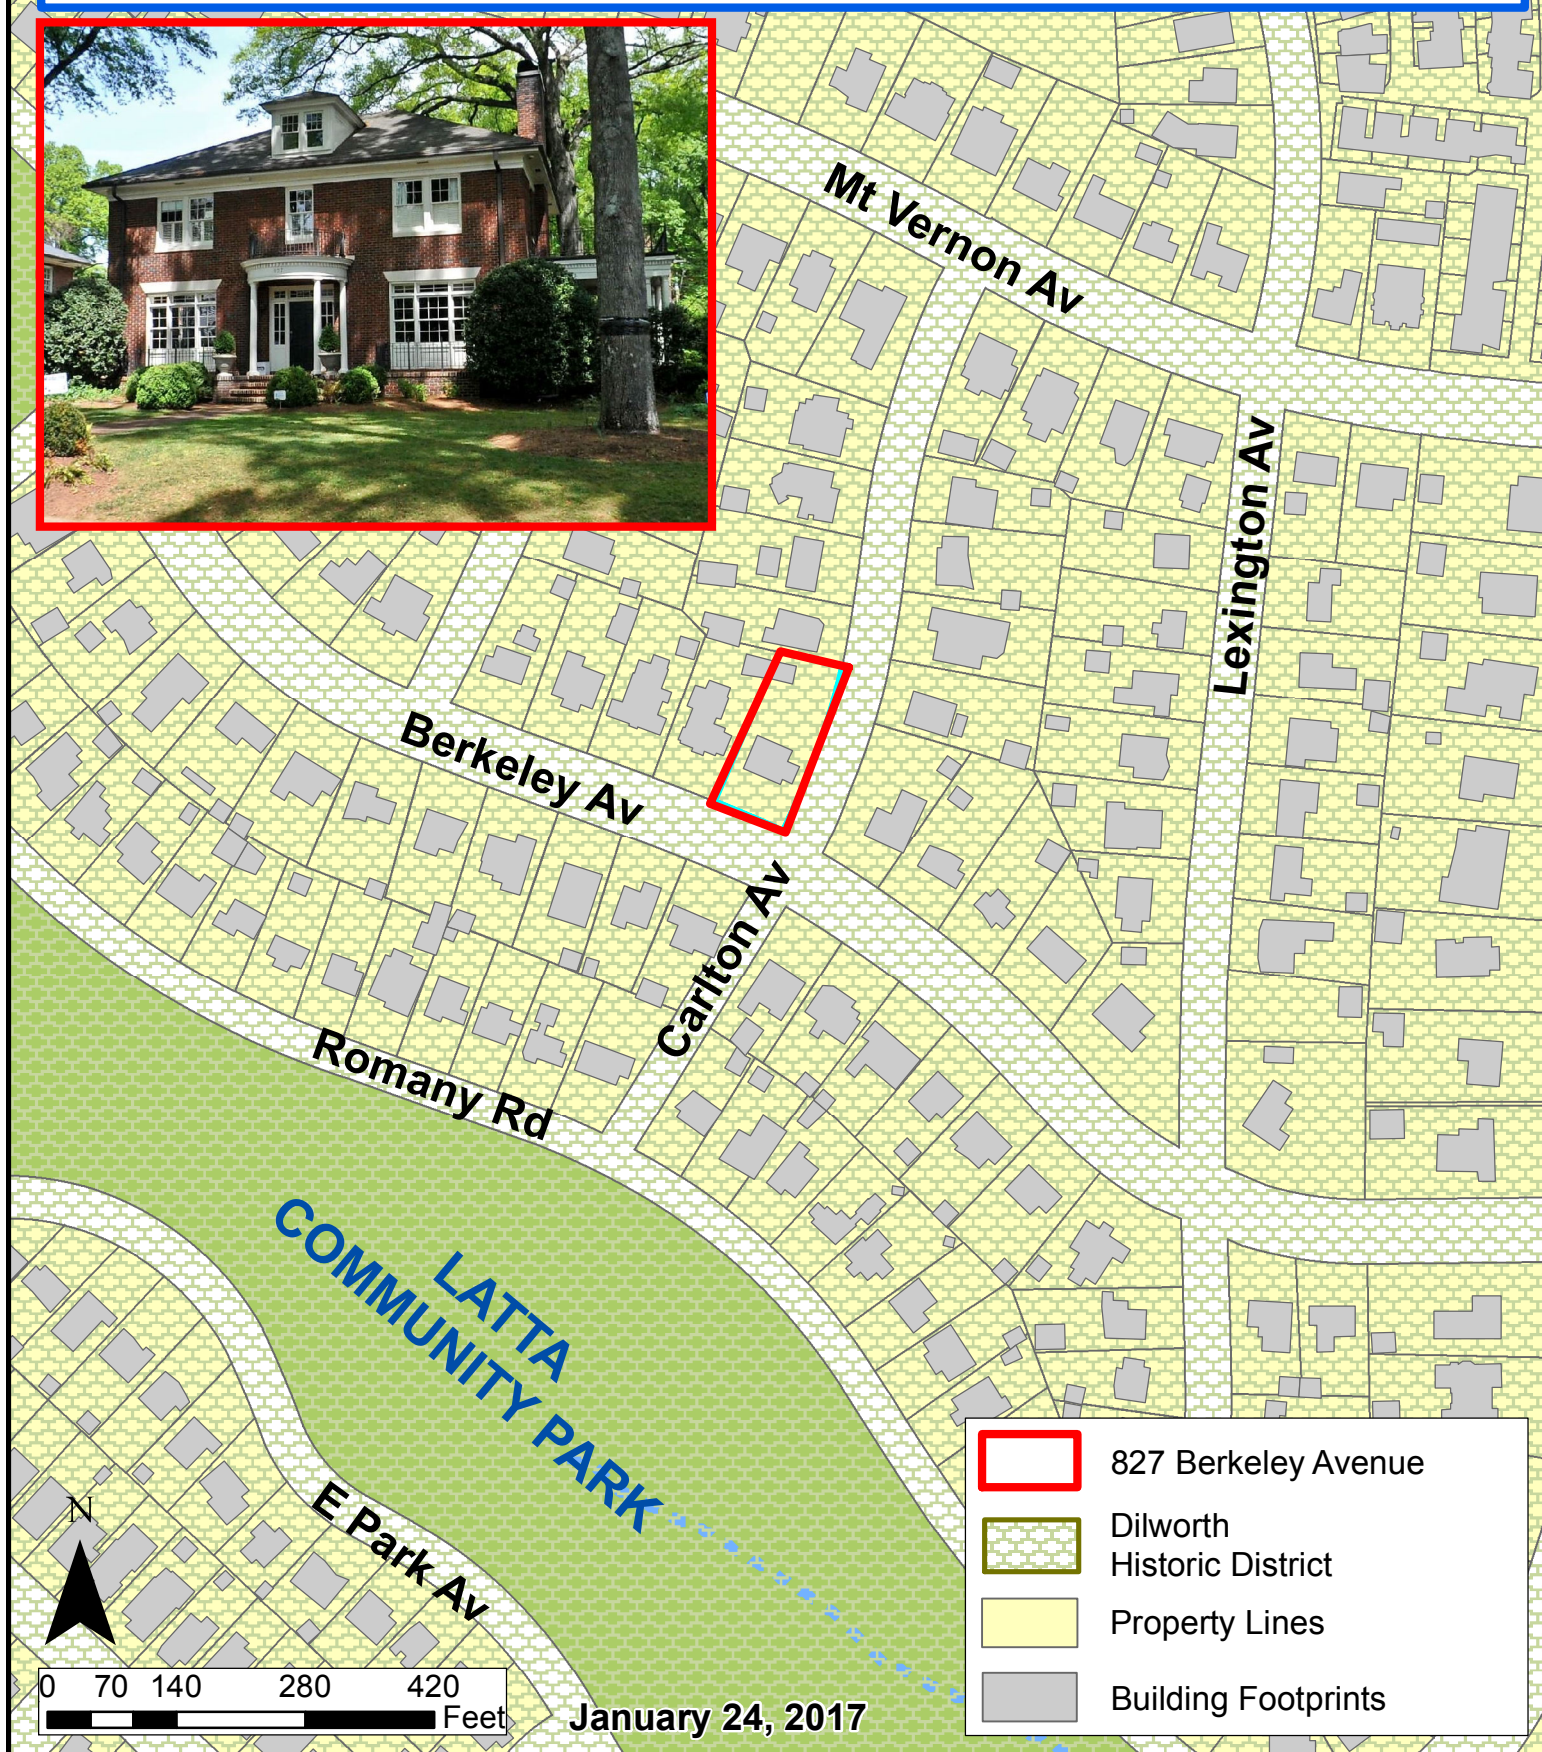 Mt Vernon Av
Lexington Av
Berkeley Av
Carlton Av
Romany Rd
LATTA
COMMUNITY PARK
E Park Av
N
0 70 140 280 420
Feet
January 24, 2017
827 Berkeley Avenue
Dilworth
Historic District
Property Lines
Building Footprints